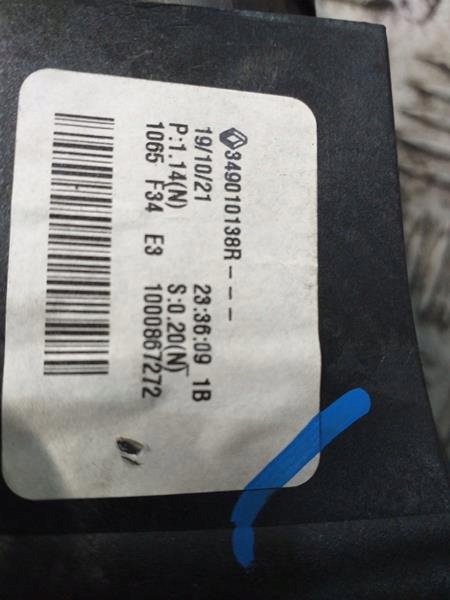 349010138R---
19/10/21 23:36:09 1B
P:1.14(N) S:0.20(N)
1065 F34 E3 1000867272